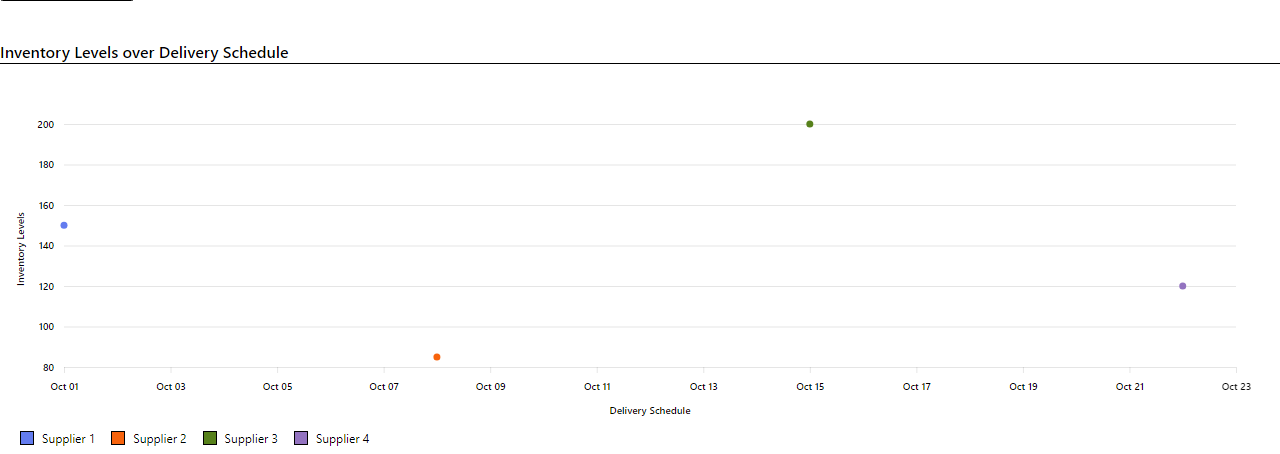 Inventory Levels over Delivery Schedule
200
180
160
140
120
100
80
Inventory Levels
Oct 01 Oct 03 Oct 05 Oct 07 Oct 09 Oct 11 Oct 13 Oct 15 Oct 17 Oct 19 Oct 21 Oct 23
Delivery Schedule
Supplier 1 Supplier 2 Supplier 3 Supplier 4